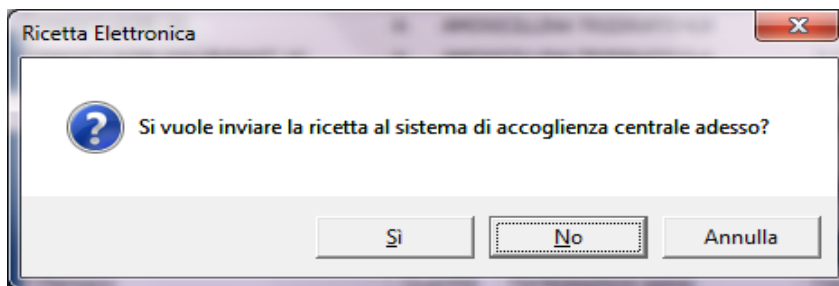 Ricetta Elettronica
Si vuole inviare la ricetta al sistema di accoglienza centrale adesso?
Sì No Annulla